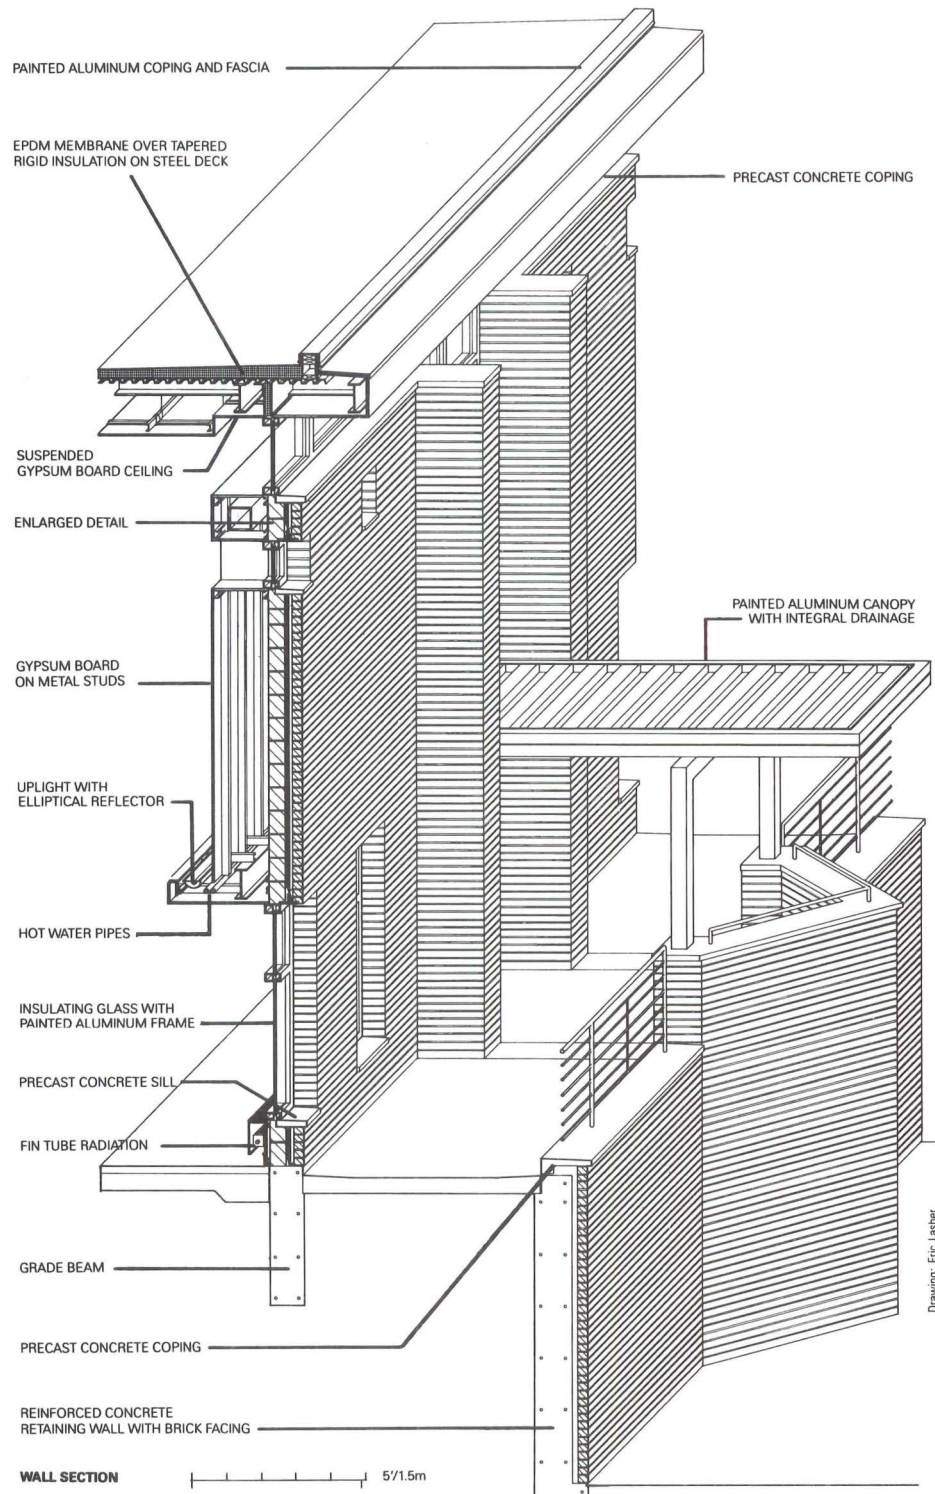 PAINTED ALUMINUM COPING AND FASCIA
EPDM MEMBRANE OVER TAPERED
RIGID INSULATION ON STEEL DECK
PRECAST CONCRETE COPING
SUSPENDED
GYPSUM BOARD CEILING
ENLARGED DETAIL
PAINTED ALUMINUM CANOPY
WITH INTEGRAL DRAINAGE
GYPSUM BOARD
ON METAL STUDS
UPLIGHT WITH
ELLIPTICAL REFLECTOR
HOT WATER PIPES
INSULATING GLASS WITH
PAINTED ALUMINUM FRAME
PRECAST CONCRETE SILL
FIN TUBE RADIATION
GRADE BEAM
PRECAST CONCRETE COPING
REINFORCED CONCRETE
RETAINING WALL WITH BRICK FACING
WALL SECTION
5'/1.5m
Drawing: Eric Lasher